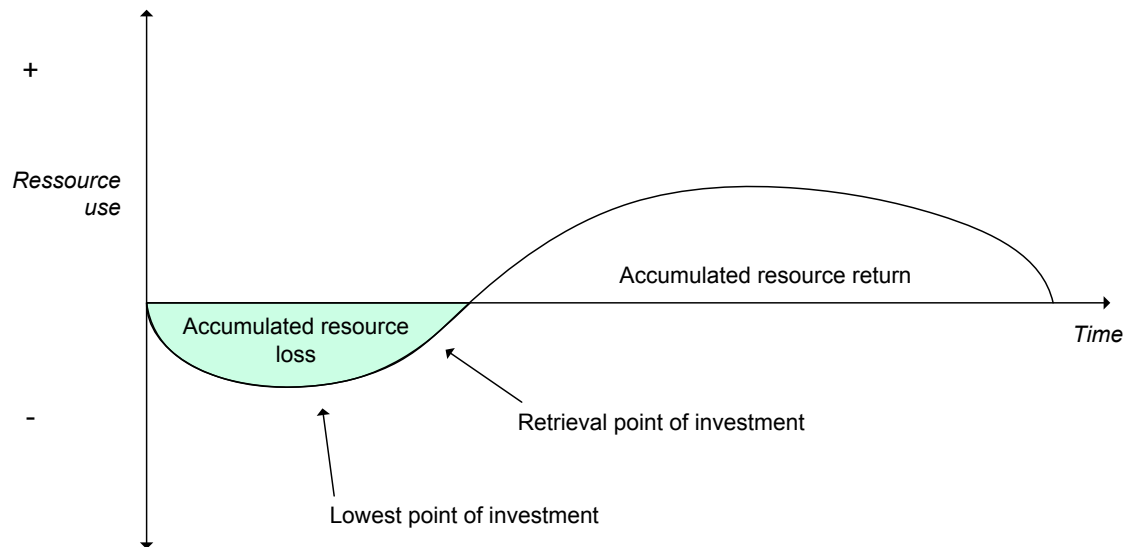 +
Ressource
use
Accumulated resource return
Accumulated resource
loss
Time
-
Retrieval point of investment
Lowest point of investment